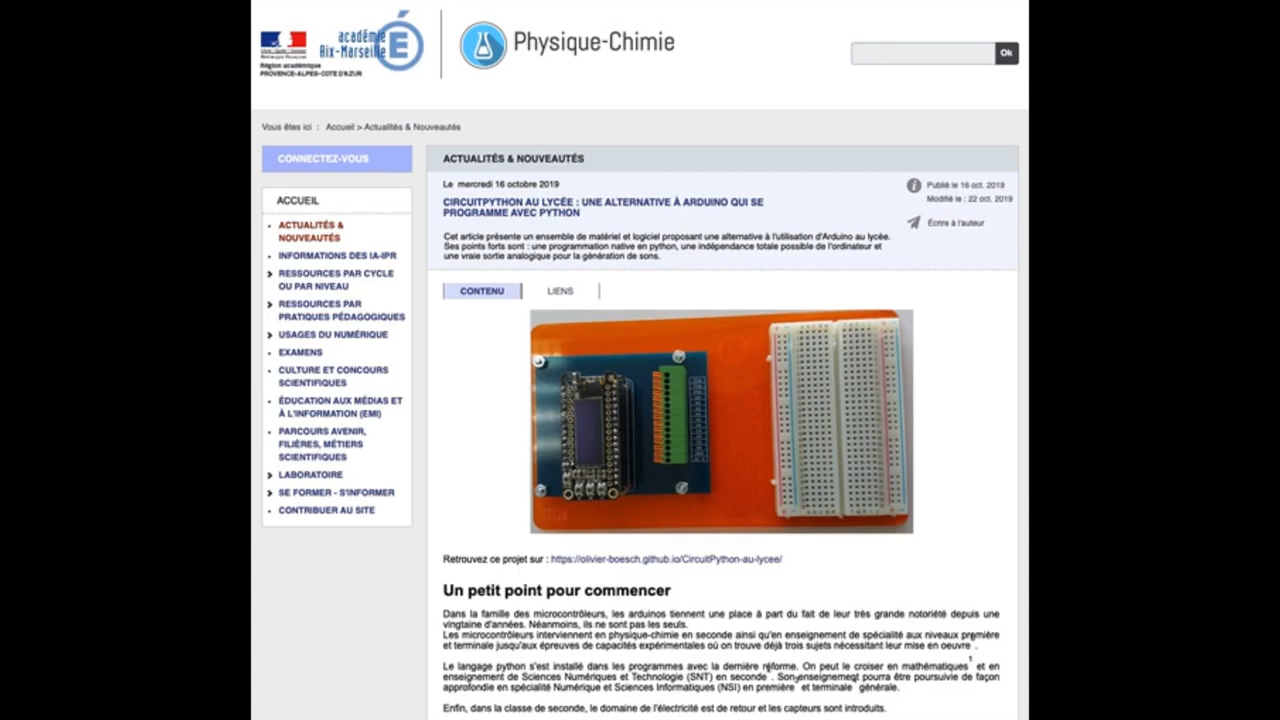 académie
Aix-Marseille
Région académique
PROVENCE-ALPES-COTE D'AZUR
Physique-Chimie
Ok
Vous êtes ici : Accueil > Actualités & Nouveautés
CONNECTEZ-VOUS
ACCUEIL
ACTUALITÉS &
NOUVEAUTÉS
INFORMATIONS DES IA-IPR
RESSOURCES PAR CYCLE
OU PAR NIVEAU
RESSOURCES PAR
PRATIQUES PÉDAGOGIQUES
USAGES DU NUMÉRIQUE
EXAMENS
CULTURE ET CONCOURS
SCIENTIFIQUES
ÉDUCATION AUX MÉDIAS ET
À L'INFORMATION (EMI)
PARCOURS AVENIR,
FILIÈRES, MÉTIERS
SCIENTIFIQUES
LABORATOIRE
SE FORMER - S'INFORMER
CONTRIBUER AU SITE
ACTUALITÉS & NOUVEAUTÉS
Le mercredi 16 octobre 2019
CIRCUITPYTHON AU LYCÉE : UNE ALTERNATIVE À ARDUINO QUI SE
PROGRAMME AVEC PYTHON
Publié le 16 oct. 2019
Modifié le : 22 oct. 2019
Écrire à l'auteur
Cet article présente un ensemble de matériel et logiciel proposant une alternative à l'utilisation d'Arduino au lycée.
Ses points forts sont : une programmation native en python, une indépendance totale possible de l'ordinateur et
une vraie sortie analogique pour la génération de sons.
CONTENU
LIENS
Retrouvez ce projet sur : https://olivier-boesch.github.io/CircuitPython-au-lycee/
Un petit point pour commencer
Dans la famille des microcontrôleurs, les arduinos tiennent une place à part du fait de leur très grande notoriété depuis une
vingtaine d'années. Néanmoins, ils ne sont pas les seuls.
Les microcontrôleurs interviennent en physique-chimie en seconde ainsi qu'en enseignement de spécialité aux niveaux première
et terminale jusqu'aux épreuves de capacités expérimentales où on trouve déjà trois sujets nécessitant leur mise en oeuvre .
Le langage python s'est installé dans les programmes avec la dernière réforme. On peut le croiser en mathématiques 1 et en
enseignement de Sciences Numériques et Technologie (SNT) en seconde . Son enseignement pourra être poursuivie de façon
approfondie en spécialité Numérique et Sciences Informatiques (NSI) en première et terminale générale.
Enfin, dans la classe de seconde, le domaine de l'électricité est de retour et les capteurs sont introduits.